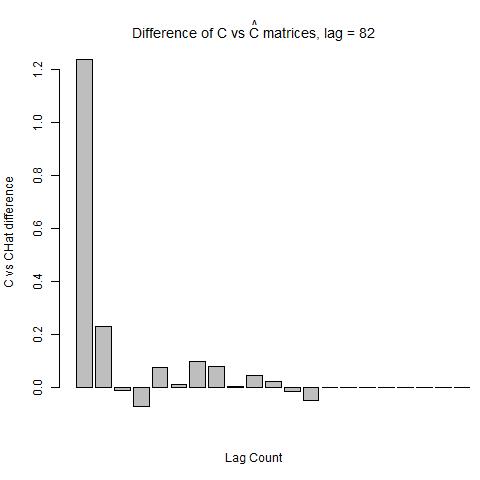 Difference of C vs Ĉ matrices, lag = 82
C vs CHat difference
1.2
1.0
0.8
0.6
0.4
0.2
0.0
Lag Count